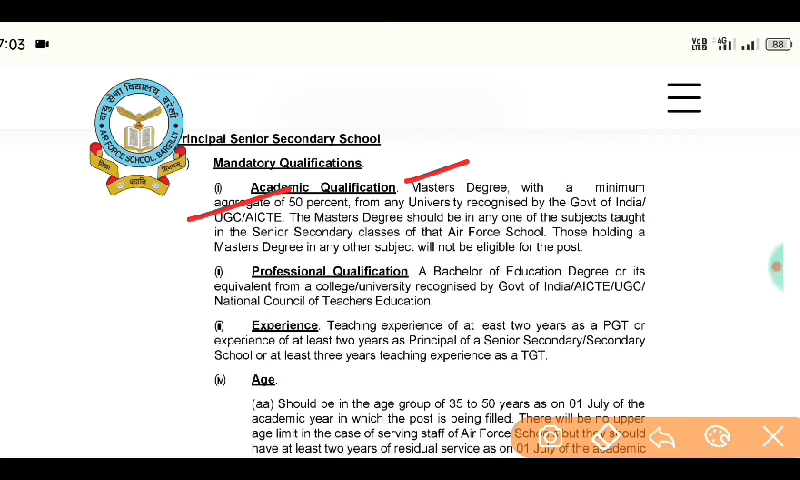 7:03
Vo B
LTE 2
4G
88
वायु सेना विद्यालय, बरेली
AIR FORCE SCHOOL, BAREILLY
rincipal Senior Secondary School
) Mandatory Qualifications.
(i) Academic Qualification. Masters Degree, with a minimum
aggregate of 50 percent, from any University recognised by the Govt of India/
UGC/AICTE. The Masters Degree should be in any one of the subjects taught
in the Senior Secondary classes of that Air Force School. Those holding a
Masters Degree in any other subject will not be eligible for the post.
(ii) Professional Qualification. A Bachelor of Education Degree or its
equivalent from a college/university recognised by Govt of India/AICTE/UGC/
National Council of Teachers Education.
(iii) Experience. Teaching experience of at least two years as a PGT or
experience of at least two years as Principal of a Senior Secondary/Secondary
School or at least three years teaching experience as a TGT.
(iv) Age.
(aa) Should be in the age group of 35 to 50 years as on 01 July of the
academic year in which the post is being filled. There will be no upper
age limit in the case of serving staff of Air Force School but they should
have at least two years of residual service as on 01 July of the academic